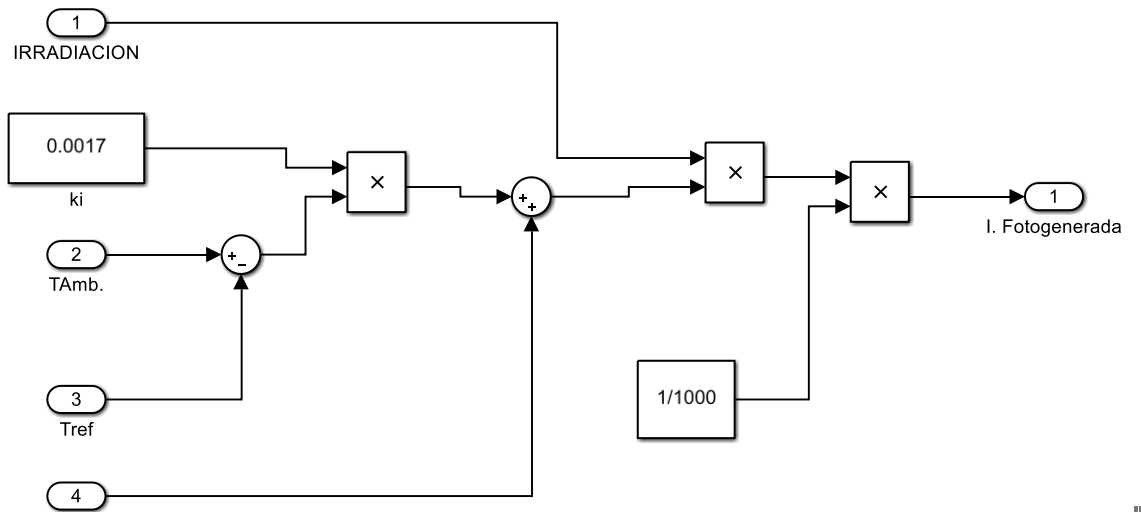 1
IRRADIACION
0.0017
ki
×
+
+
×
×
1
I. Fotogenerada
2
TAmb.
+
−
3
Tref
1/1000
4